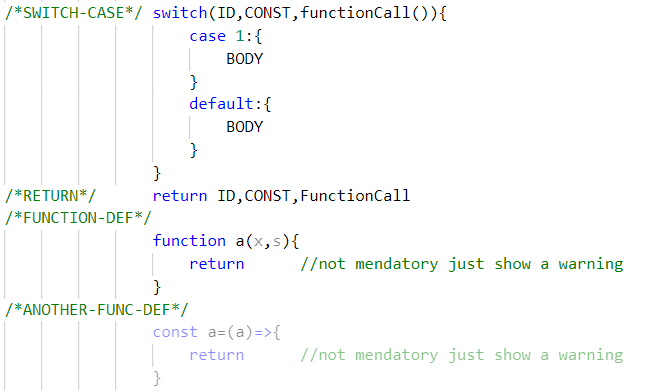 /*SWITCH-CASE*/ switch(ID,CONST,functionCall()){
case 1:{
BODY
}
default:{
BODY
}
}
/*RETURN*/ return ID,CONST,FunctionCall
/*FUNCTION-DEF*/
function a(x,s){
return //not mendatory just show a warning
}
/*ANOTHER-FUNC-DEF*/
const a=(a)=>{
return //not mendatory just show a warning
}